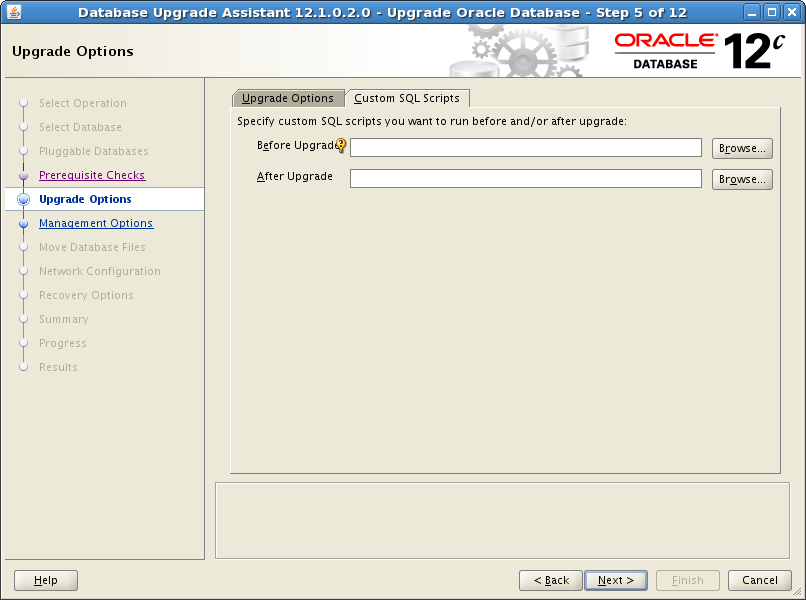 Database Upgrade Assistant 12.1.0.2.0 - Upgrade Oracle Database - Step 5 of 12
Upgrade Options
ORACLE
DATABASE
12c
Select Operation
Select Database
Pluggable Databases
Prerequisite Checks
Upgrade Options
Management Options
Move Database Files
Network Configuration
Recovery Options
Summary
Progress
Results
Upgrade Options Custom SQL Scripts
Specify custom SQL scripts you want to run before and/or after upgrade:
Before Upgrade Browse...
After Upgrade Browse...
Help < Back Next > Finish Cancel